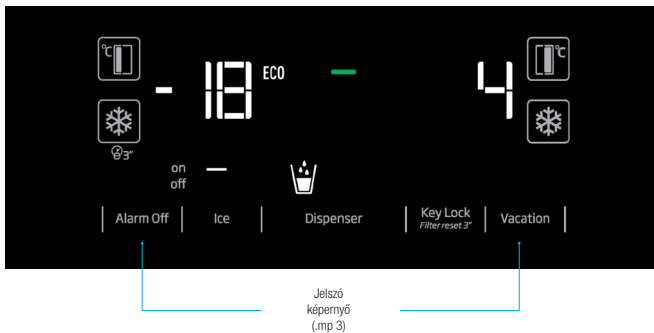 °C
°C
-18 ECO 4
3"
on
off
Alarm Off Ice Dispenser Key Lock Vacation
Filter reset 3"
Jelszó
képernyő
(.mp 3)